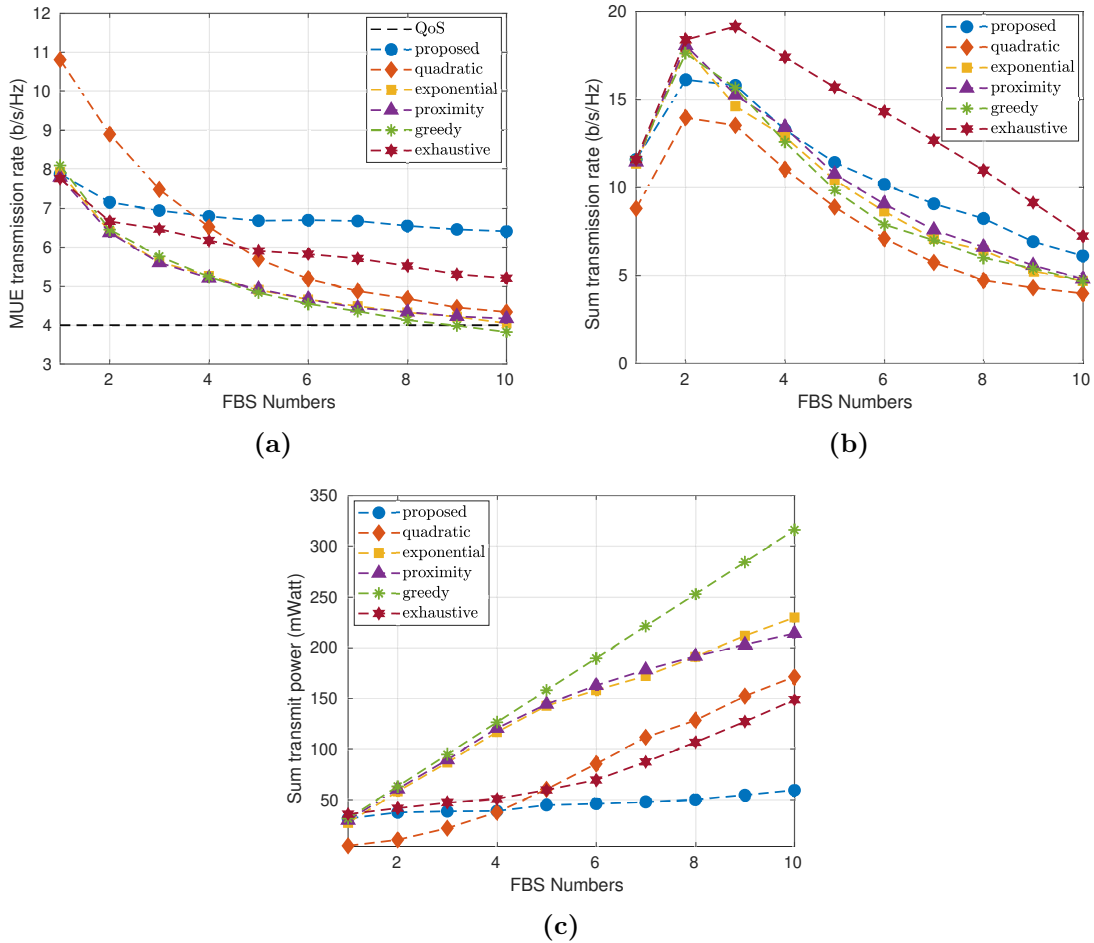 12
11
10
9
8
7
6
5
4
3
MUE transmission rate (b/s/Hz)
QoS
proposed
quadratic
exponential
proximity
greedy
exhaustive
2
4
6
8
10
FBS Numbers
(a)
20
15
10
5
0
Sum transmission rate (b/s/Hz)
proposed
quadratic
exponential
proximity
greedy
exhaustive
2
4
6
8
10
FBS Numbers
(b)
350
300
250
200
150
100
50
Sum transmit power (mWatt)
proposed
quadratic
exponential
proximity
greedy
exhaustive
2
4
6
8
10
FBS Numbers
(c)